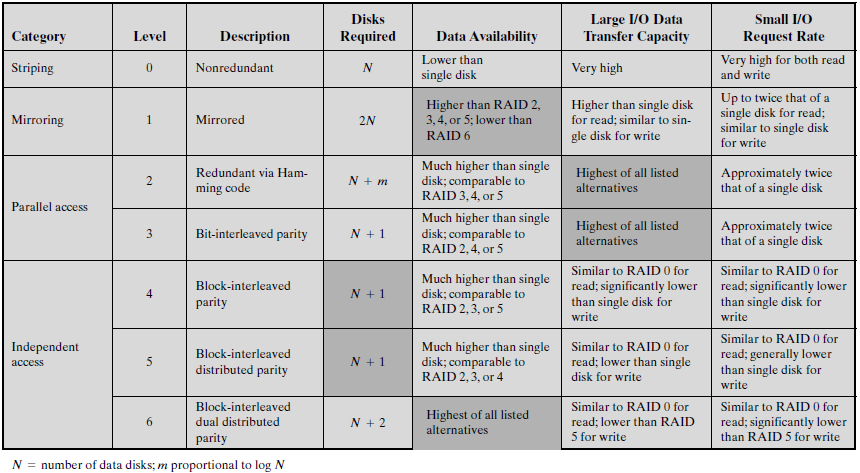 Category
Level
Description
Disks
Required
Data Availability
Large I/O Data
Transfer Capacity
Small I/O
Request Rate
Striping
0
Nonredundant
N
Lower than
single disk
Very high
Very high for both read
and write
Mirroring
1
Mirrored
2N
Higher than RAID 2,
3, 4, or 5; lower than
RAID 6
Higher than single disk
for read; similar to sin-
gle disk for write
Up to twice that of a
single disk for read;
similar to single disk
for write
Parallel access
2
Redundant via Ham-
ming code
N + m
Much higher than single
disk; comparable to
RAID 3, 4, or 5
Highest of all listed
alternatives
Approximately twice
that of a single disk
3
Bit-interleaved parity
N + 1
Much higher than single
disk; comparable to
RAID 2, 4, or 5
Highest of all listed
alternatives
Approximately twice
that of a single disk
Independent
access
4
Block-interleaved
parity
N + 1
Much higher than single
disk; comparable to
RAID 2, 3, or 5
Similar to RAID 0 for
read; significantly lower
than single disk for
write
Similar to RAID 0 for
read; significantly lower
than single disk for
write
5
Block-interleaved
distributed parity
N + 1
Much higher than single
disk; comparable to
RAID 2, 3, or 4
Similar to RAID 0 for
read; lower than single
disk for write
Similar to RAID 0 for
read; generally lower
than single disk for
write
6
Block-interleaved
dual distributed
parity
N + 2
Highest of all listed
alternatives
Similar to RAID 0 for
read; lower than RAID
5 for write
Similar to RAID 0 for
read; significantly lower
than RAID 5 for write
N = number of data disks; m proportional to log N